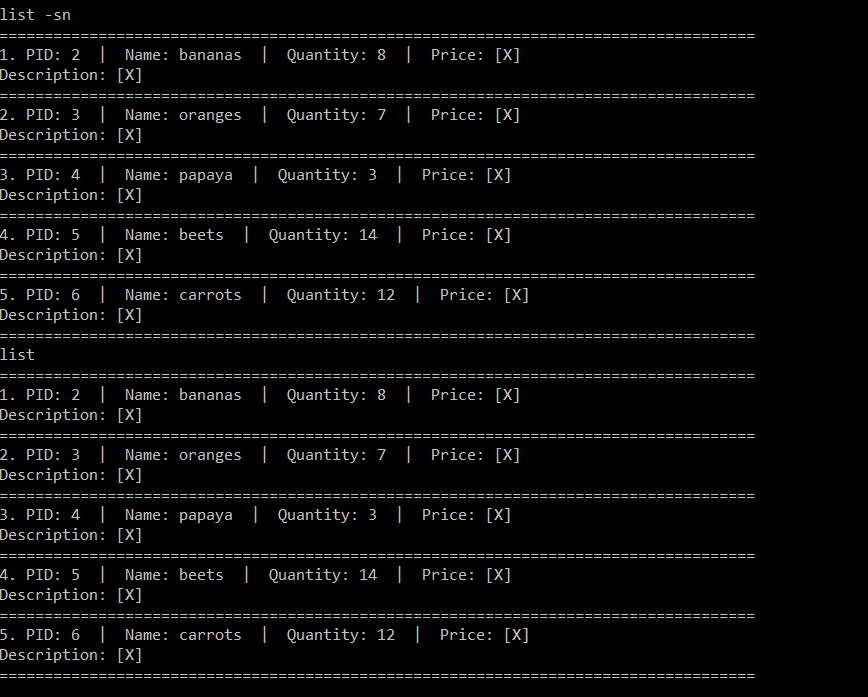 list -sn
====================================================================================
1. PID: 2  |  Name: bananas  |  Quantity: 8  |  Price: [X]
Description: [X]
====================================================================================
2. PID: 3  |  Name: oranges  |  Quantity: 7  |  Price: [X]
Description: [X]
====================================================================================
3. PID: 4  |  Name: papaya  |  Quantity: 3  |  Price: [X]
Description: [X]
====================================================================================
4. PID: 5  |  Name: beets  |  Quantity: 14  |  Price: [X]
Description: [X]
====================================================================================
5. PID: 6  |  Name: carrots  |  Quantity: 12  |  Price: [X]
Description: [X]
====================================================================================
list
====================================================================================
1. PID: 2  |  Name: bananas  |  Quantity: 8  |  Price: [X]
Description: [X]
====================================================================================
2. PID: 3  |  Name: oranges  |  Quantity: 7  |  Price: [X]
Description: [X]
====================================================================================
3. PID: 4  |  Name: papaya  |  Quantity: 3  |  Price: [X]
Description: [X]
====================================================================================
4. PID: 5  |  Name: beets  |  Quantity: 14  |  Price: [X]
Description: [X]
====================================================================================
5. PID: 6  |  Name: carrots  |  Quantity: 12  |  Price: [X]
Description: [X]
====================================================================================